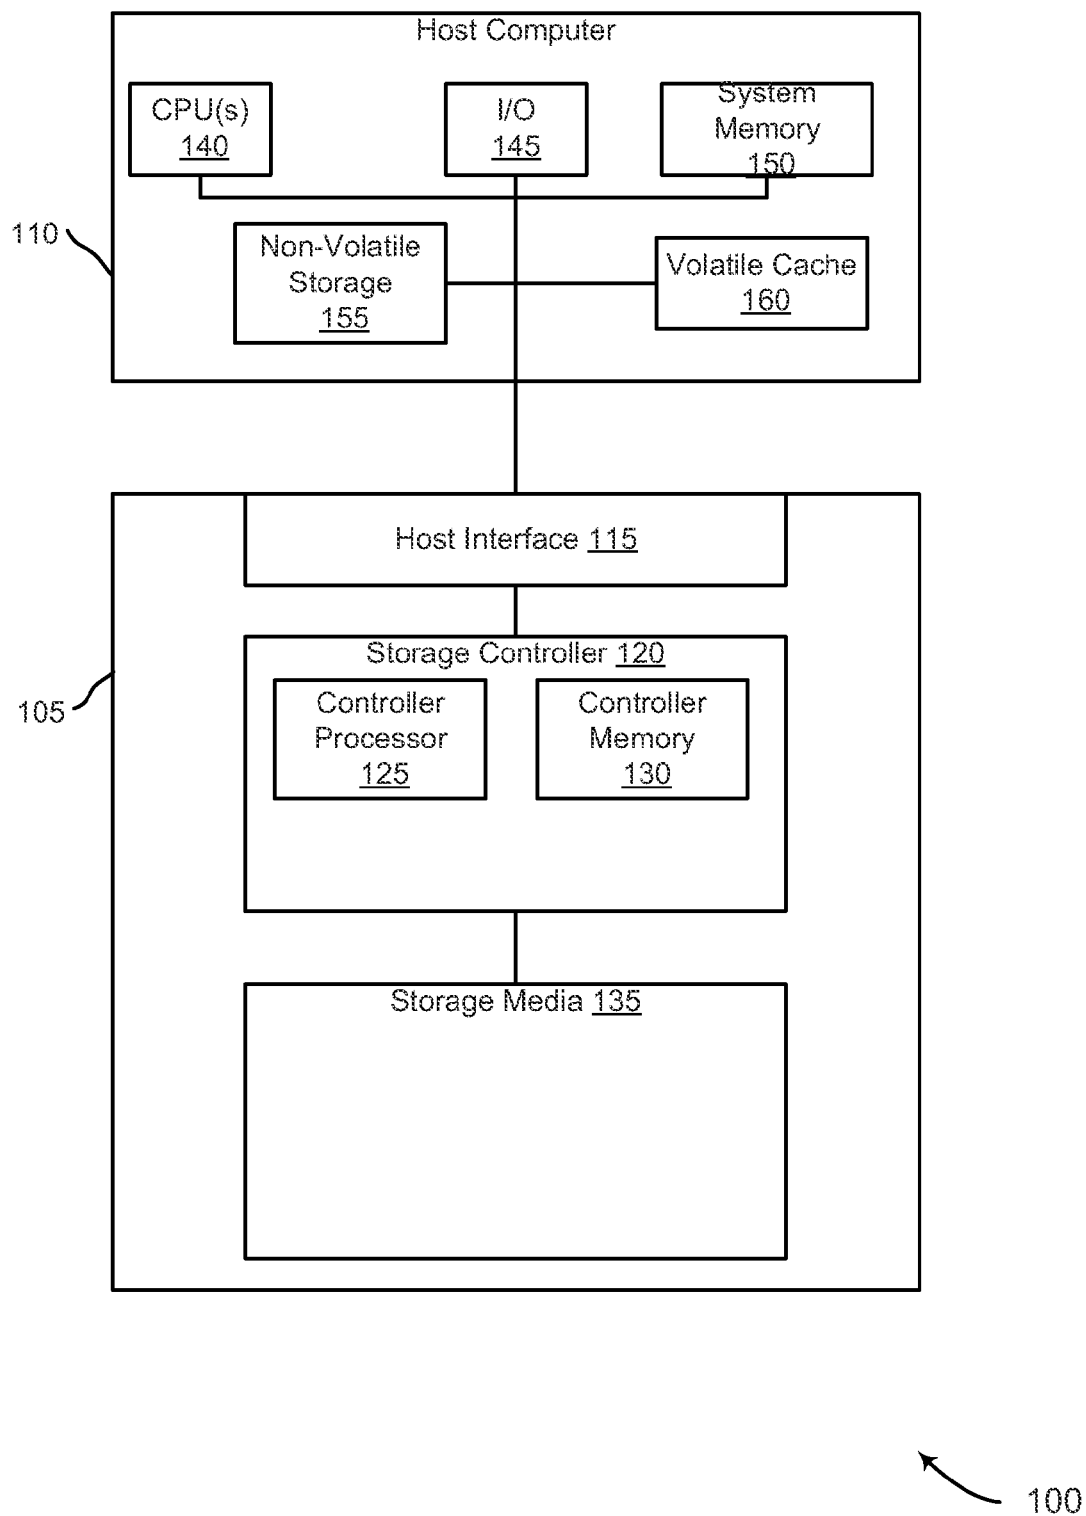 Host Computer
CPU(s)
140
I/O
145
System
Memory
150
110
Non-Volatile
Storage
155
Volatile Cache
160
Host Interface 115
Storage Controller 120
105
Controller
Processor
125
Controller
Memory
130
Storage Media 135
100